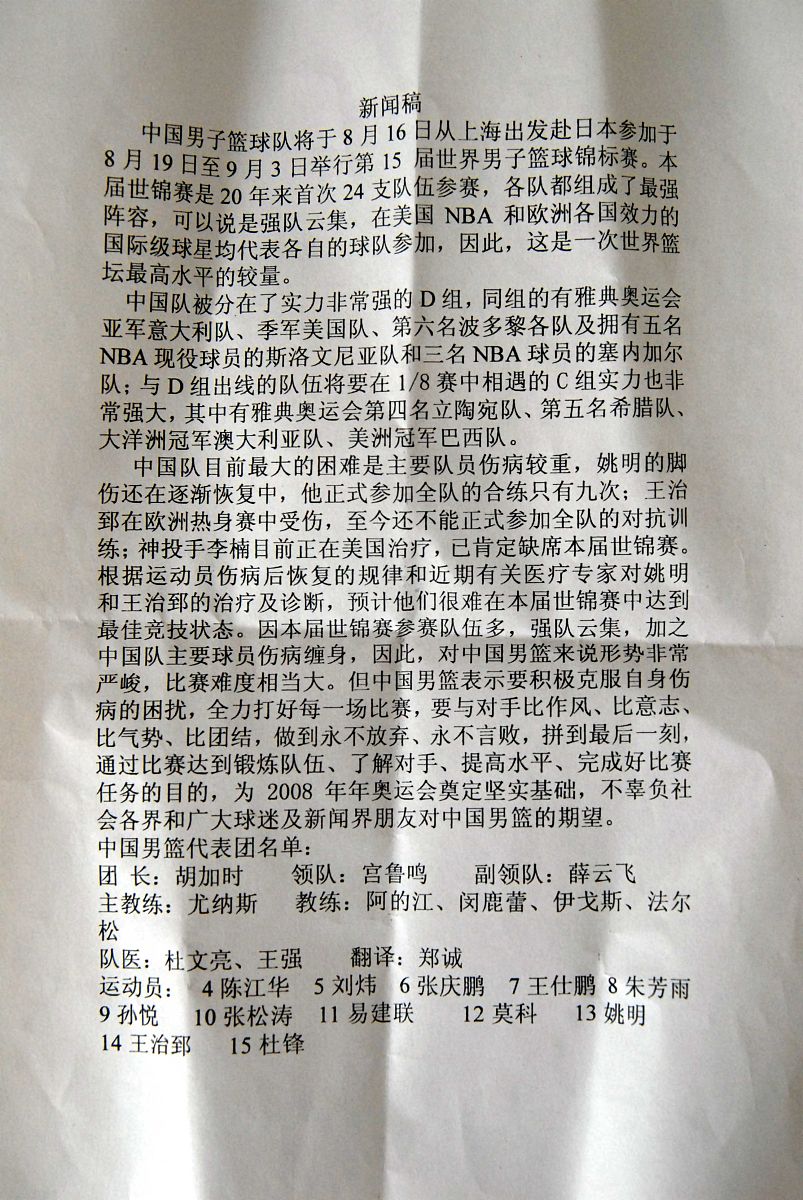 新闻稿
中国男子篮球队将于 8 月 16 日从上海出发赴日本参加于
8 月 19 日至 9 月 3 日举行第 15 届世界男子篮球锦标赛。本
届世锦赛是 20 年来首次 24 支队伍参赛，各队都组成了最强
阵容，可以说是强队云集，在美国 NBA 和欧洲各国效力的
国际级球星均代表各自的球队参加，因此，这是一次世界篮
坛最高水平的较量。
中国队被分在了实力非常强的 D 组，同组的有雅典奥运会
亚军意大利队、季军美国队、第六名波多黎各队及拥有五名
NBA 现役球员的斯洛文尼亚队和三名 NBA 球员的塞内加尔
队；与 D 组出线的队伍将要在 1/8 赛中相遇的 C 组实力也非
常强大，其中有雅典奥运会第四名立陶宛队、第五名希腊队、
大洋洲冠军澳大利亚队、美洲冠军巴西队。
中国队目前最大的困难是主要队员伤病较重，姚明的脚
伤还在逐渐恢复中，他正式参加全队的合练只有九次；王治
郅在欧洲热身赛中受伤，至今还不能正式参加全队的对抗训
练；神投手李楠目前正在美国治疗，已肯定缺席本届世锦赛。
根据运动员伤病后恢复的规律和近期有关医疗专家对姚明
和王治郅的治疗及诊断，预计他们很难在本届世锦赛中达到
最佳竞技状态。因本届世锦赛参赛队伍多，强队云集，加之
中国队主要球员伤病缠身，因此，对中国男篮来说形势非常
严峻，比赛难度相当大。但中国男篮表示要积极克服自身伤
病的困扰，全力打好每一场比赛，要与对手比作风、比意志、
比气势、比团结，做到永不放弃、永不言败，拼到最后一刻，
通过比赛达到锻炼队伍、了解对手、提高水平、完成好比赛
任务的目的，为 2008 年年奥运会奠定坚实基础，不辜负社
会各界和广大球迷及新闻界朋友对中国男篮的期望。
中国男篮代表团名单：
团 长：胡加时 领队：宫鲁鸣 副领队：薛云飞
主教练：尤纳斯 教练：阿的江、闵鹿蕾、伊戈斯、法尔
松
队医：杜文亮、王强 翻译：郑诚
运动员： 4 陈江华 5 刘炜 6 张庆鹏 7 王仕鹏 8 朱芳雨
9 孙悦 10 张松涛 11 易建联 12 莫科 13 姚明
14 王治郅 15 杜锋